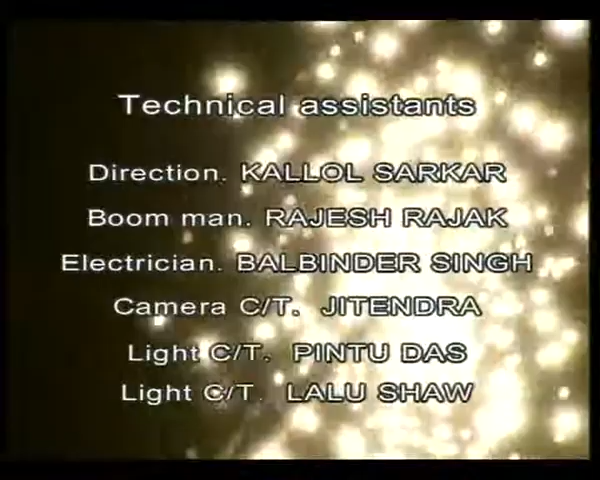 Technical assistants
Direction. KALLOL SARKAR
Boom man. RAJESH RAJAK
Electrician. BALBINDER SINGH
Camera C/T. JITENDRA
Light C/T. PINTU DAS
Light C/T. LALU SHAW